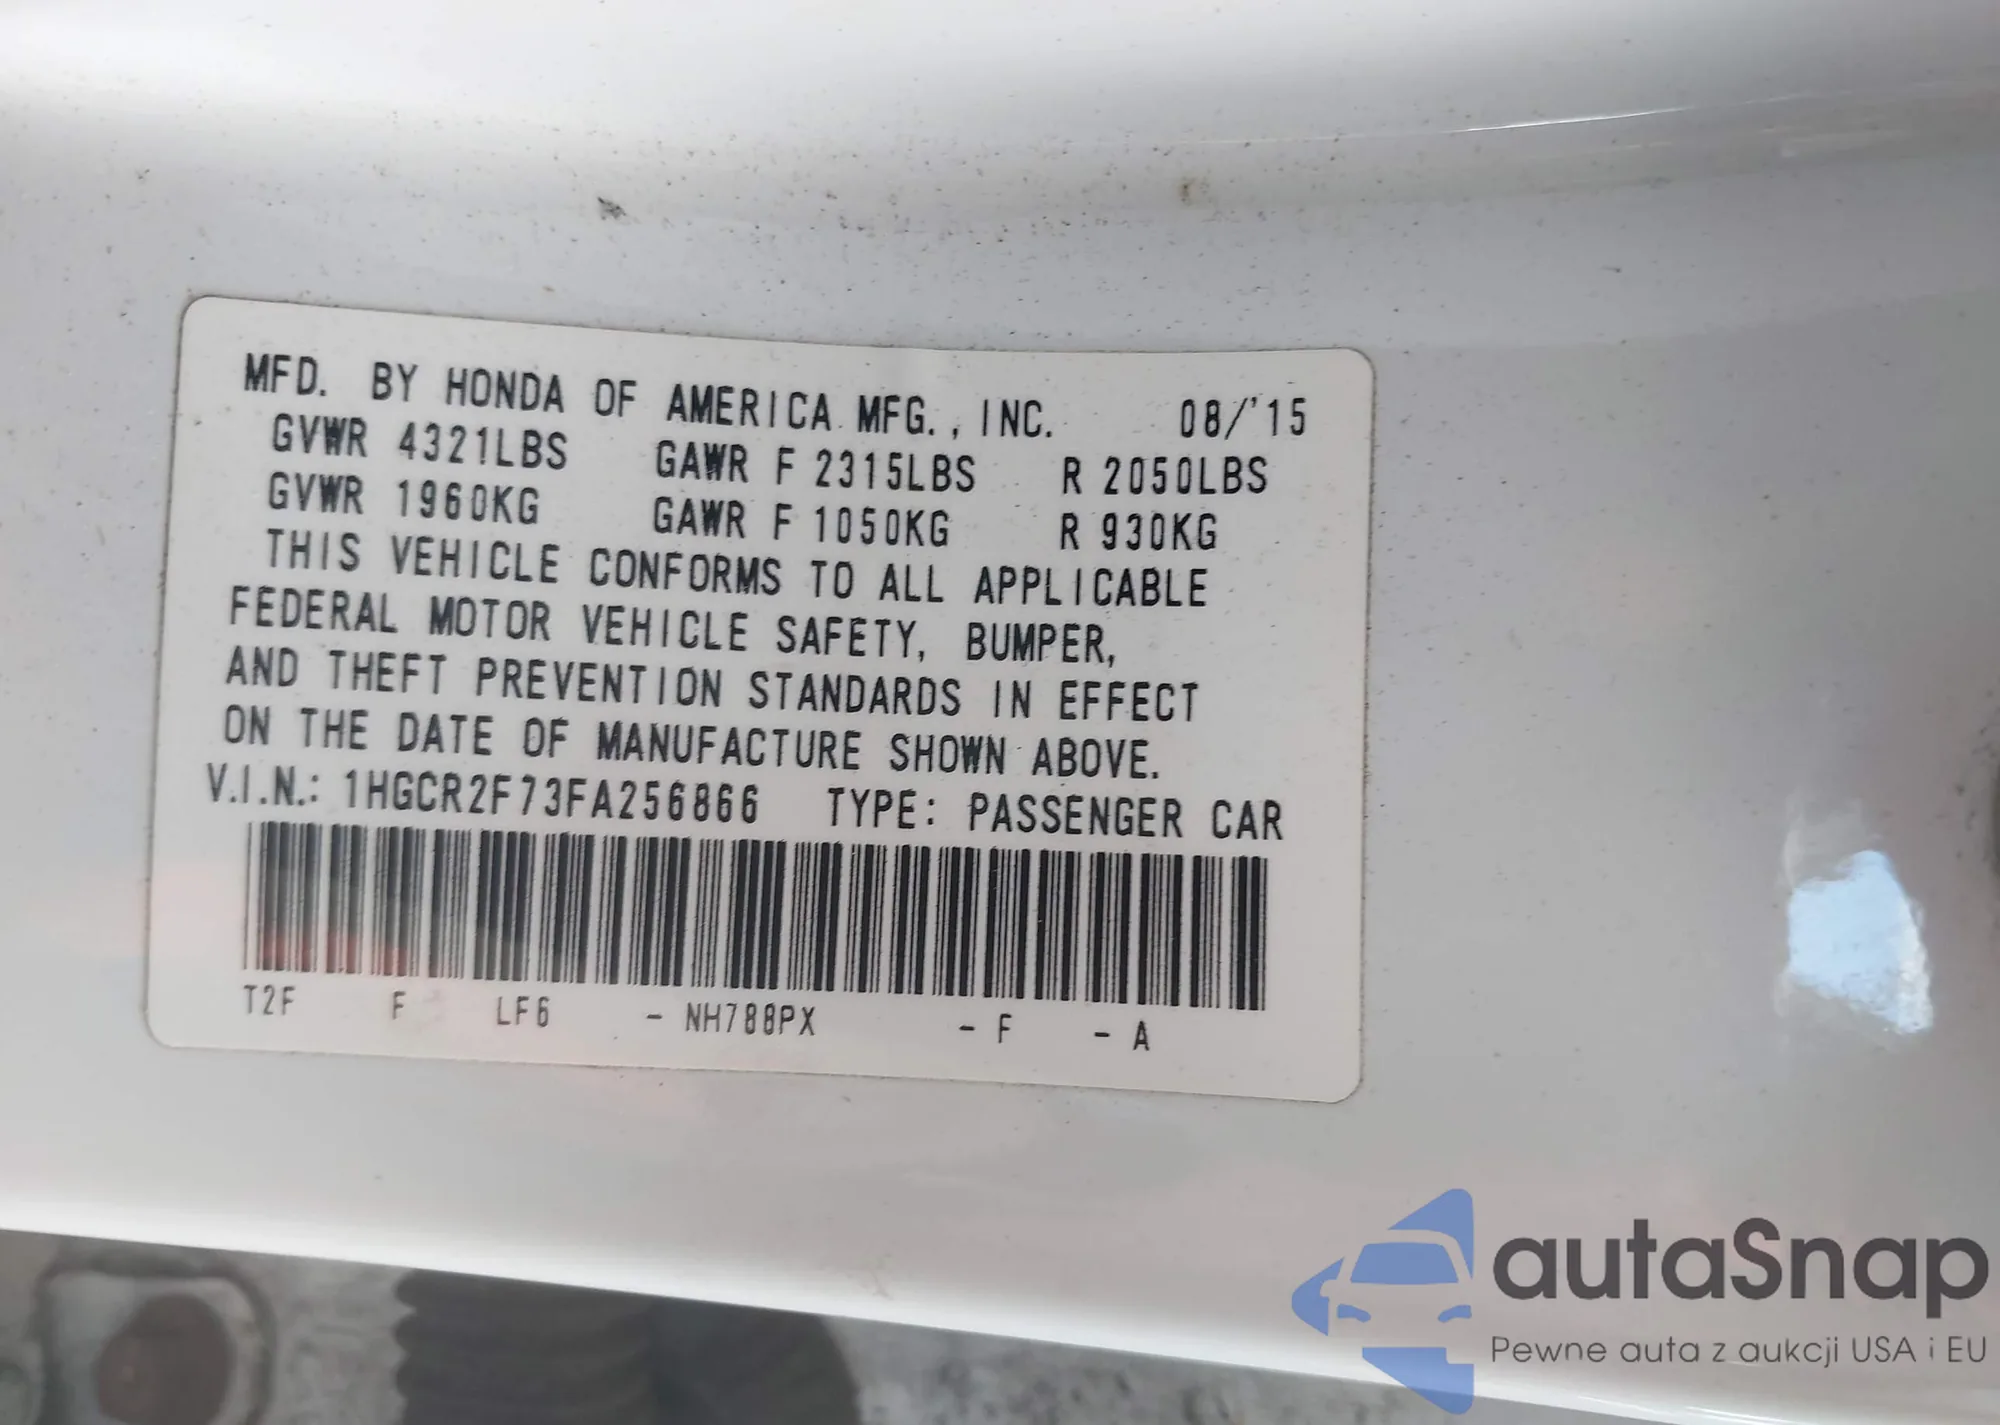 MFD. BY HONDA OF AMERICA MFG., INC. 08/'15
GVWR 4321LBS GAWR F 2315LBS R 2050LBS
GVWR 1960KG GAWR F 1050KG R 930KG
THIS VEHICLE CONFORMS TO ALL APPLICABLE
FEDERAL MOTOR VEHICLE SAFETY, BUMPER,
AND THEFT PREVENTION STANDARDS IN EFFECT
ON THE DATE OF MANUFACTURE SHOWN ABOVE.
V.I.N.: 1HGCR2F73FA256866 TYPE: PASSENGER CAR
T2F F LF6 - NH788PX - F - A
autaSnap
Pewne auta z aukcji USA i EU